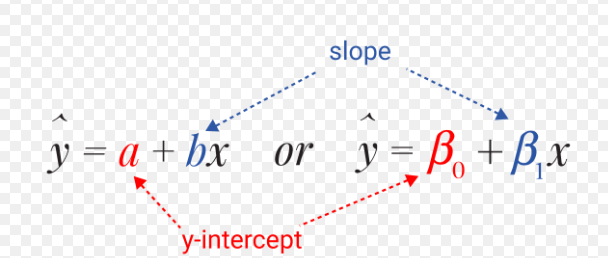 slope
ŷ = a + bx or ŷ = β₀ + β₁x
y-intercept